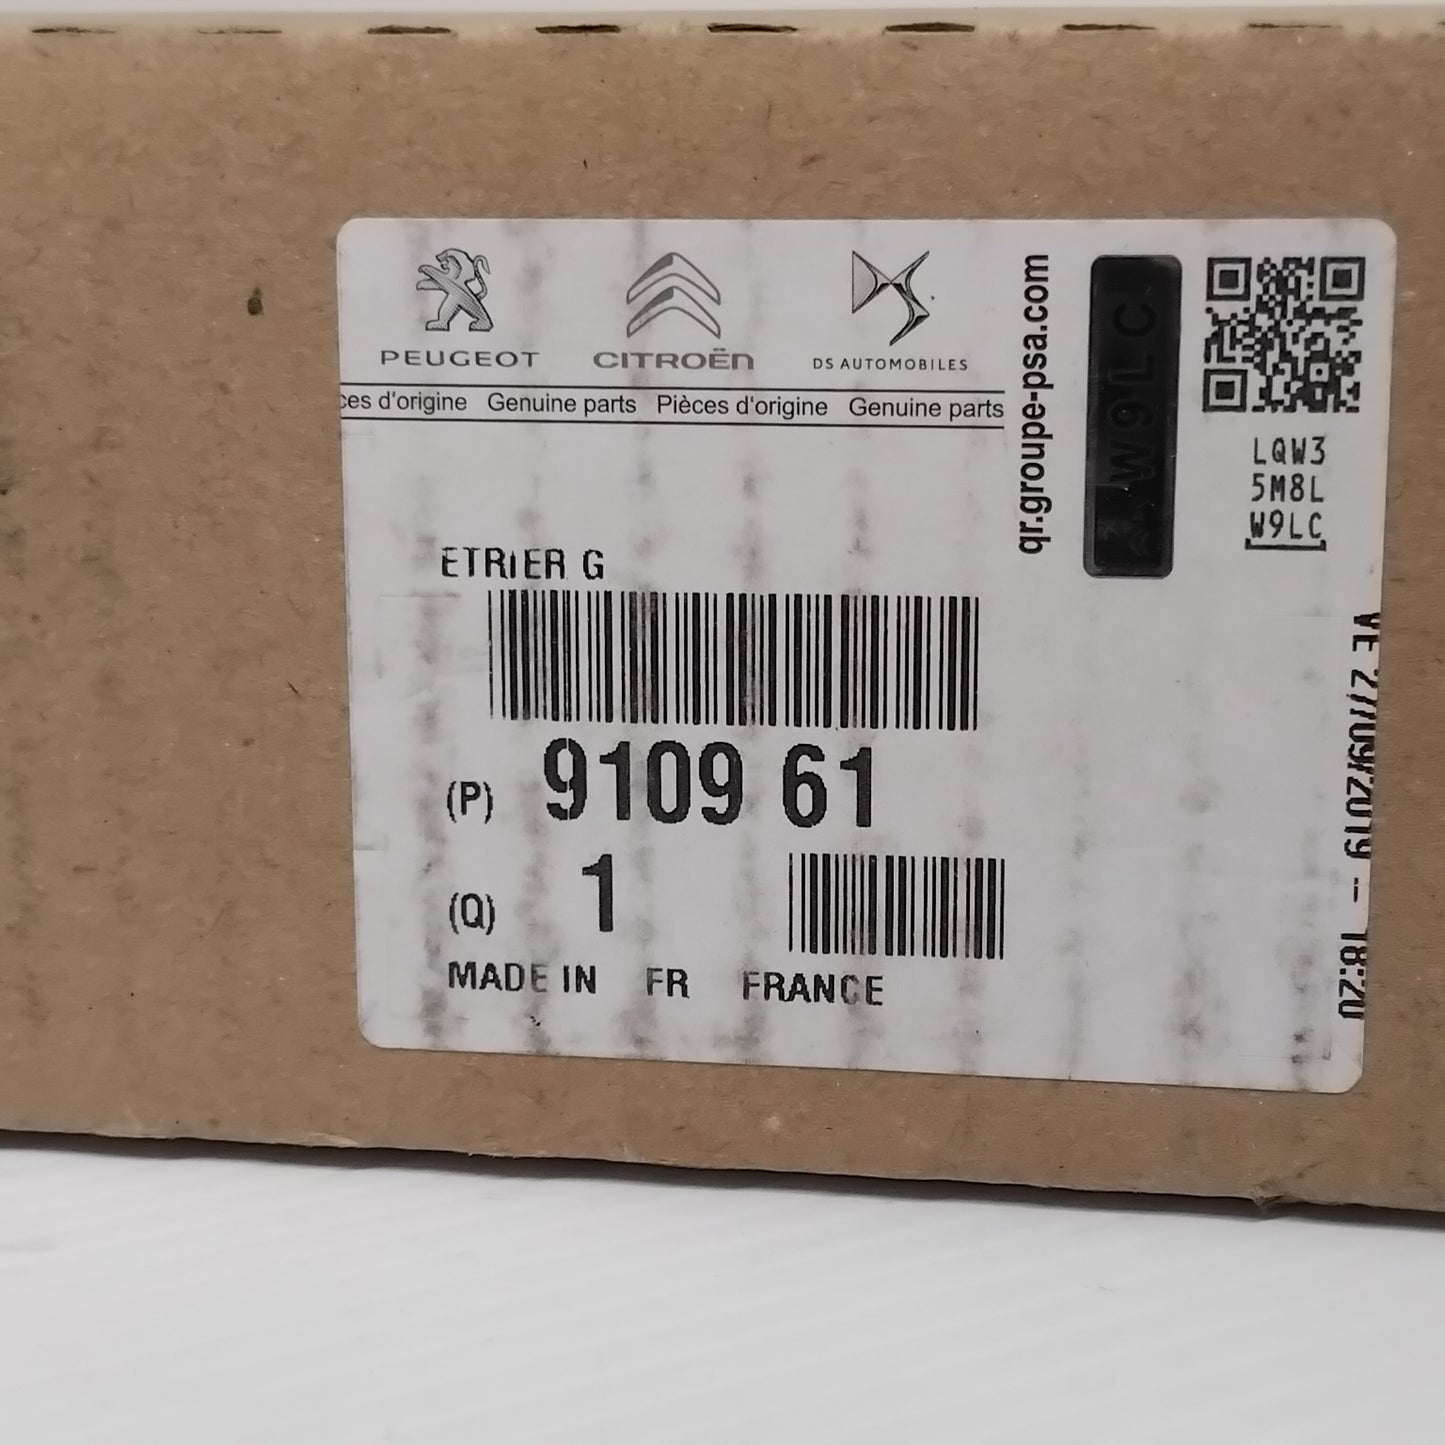 PEUGEOT
CITROËN
DS AUTOMOBILES
ces d'origine Genuine parts Pièces d'origine Genuine parts
qr.groupe-psa.com
W9LC
LQW3
5M8L
W9LC
ETRIER G
(P) 9109 61
(Q) 1
MADE IN FR FRANCE
VE 27/09/2019 -- 18:20